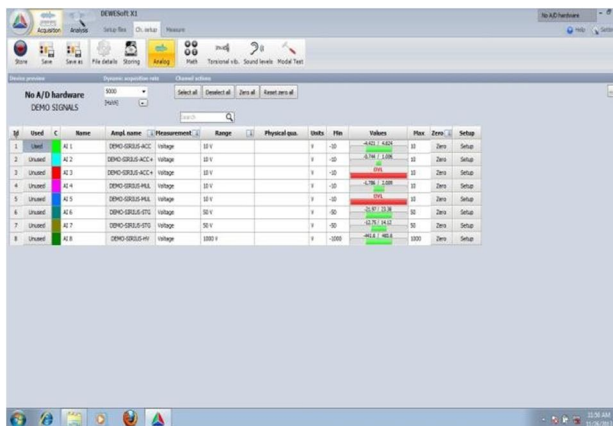 DEWESoft X1
No A/D hardware
Acquisition Analysis Setup files Ch. setup Measure
Help
Store Save Save as File details Storing Analog Math Torsional vib. Sound levels Modal Test
Device preview Dynamic acquisition rate Channel actions
No A/D hardware
DEMO SIGNALS
5000
Select all Deselect all Zero all Reset zero all
Search
Used C Name Ampl. name Measurement Range Physical qua. Units Min Values Max Zero Setup
1 Used AI 1 DEMO-SIRIUS-ACC Voltage 10 V V -10 10 Zero Setup
2 Unused AI 2 DEMO-SIRIUS-ACC+ Voltage 10 V V -10 10 Zero Setup
3 Unused AI 3 DEMO-SIRIUS-ACC+ Voltage 10 V V -10 OVL 10 Zero Setup
4 Unused AI 4 DEMO-SIRIUS-MUL Voltage 10 V V -10 10 Zero Setup
5 Unused AI 5 DEMO-SIRIUS-MUL Voltage 10 V V -10 OVL 10 Zero Setup
6 Unused AI 6 DEMO-SIRIUS-STG Voltage 50 V V -50 50 Zero Setup
7 Unused AI 7 DEMO-SIRIUS-STG Voltage 50 V V -50 50 Zero Setup
8 Unused AI 8 DEMO-SIRIUS-HV Voltage 1000 V V -1000 1000 Zero Setup